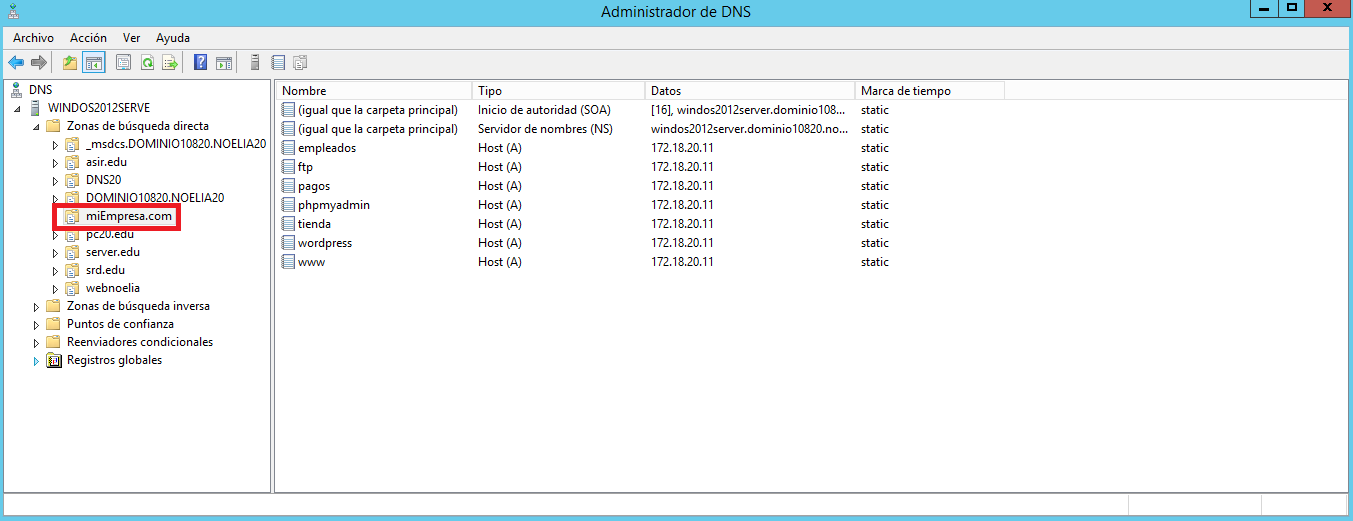 Administrador de DNS
Archivo Acción Ver Ayuda
DNS
WINDOS2012SERVE
Zonas de búsqueda directa
_msdcs.DOMINIO10820.NOELIA20
asir.edu
DNS20
DOMINIO10820.NOELIA20
miEmpresa.com
pc20.edu
server.edu
srd.edu
webnoelia
Zonas de búsqueda inversa
Puntos de confianza
Reenviadores condicionales
Registros globales
Nombre Tipo Datos Marca de tiempo
(igual que la carpeta principal) Inicio de autoridad (SOA) [16], windos2012server.dominio108... static
(igual que la carpeta principal) Servidor de nombres (NS) windos2012server.dominio10820.no... static
empleados Host (A) 172.18.20.11 static
ftp Host (A) 172.18.20.11 static
pagos Host (A) 172.18.20.11 static
phpmyadmin Host (A) 172.18.20.11 static
tienda Host (A) 172.18.20.11 static
wordpress Host (A) 172.18.20.11 static
www Host (A) 172.18.20.11 static